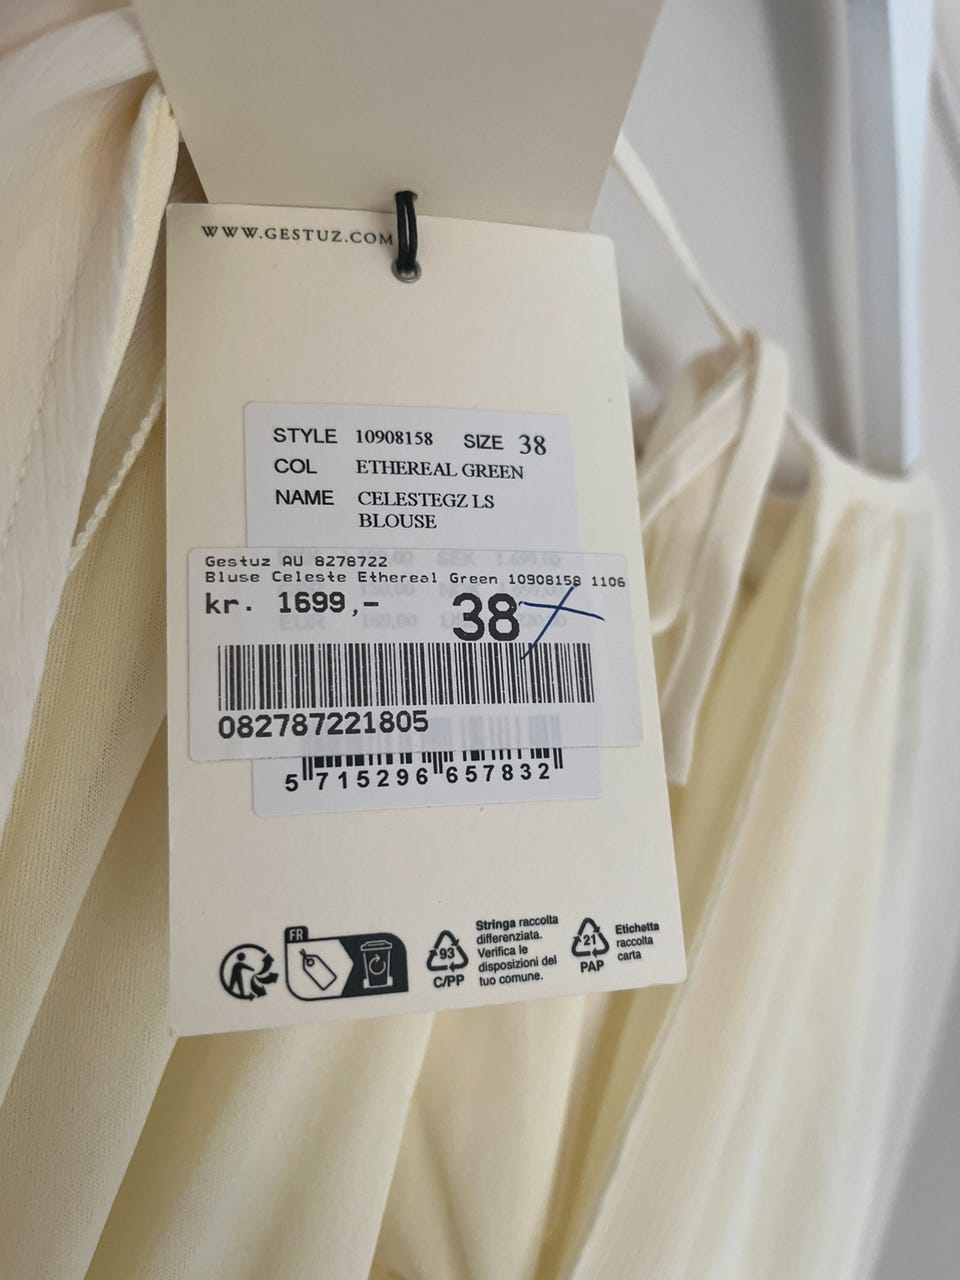 WWW.GESTUZ.COM
STYLE 10908158 SIZE 38
COL ETHEREAL GREEN
NAME CELESTEGZ LS
BLOUSE
Gestuz AU 8278722
Bluse Celeste Ethereal Green 10908158 1106
kr. 1699,- 38
082787221805
5 715296 657832
FR
93
C/PP
Stringa raccolta
differenziata.
Verifica le
disposizioni del
tuo comune.
21
PAP
Etichetta
raccolta
carta